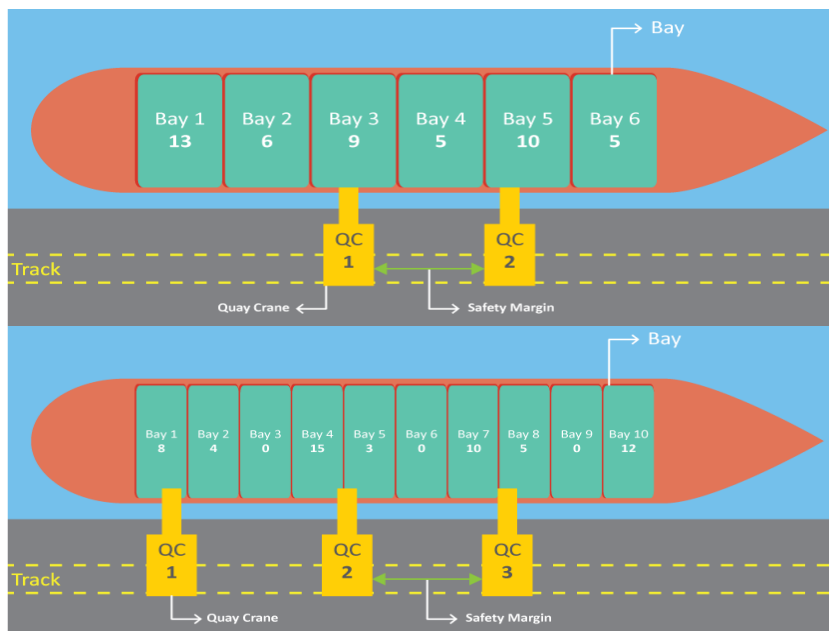 Bay
Bay 1 Bay 2 Bay 3 Bay 4 Bay 5 Bay 6
13 6 9 5 10 5
QC QC
1 2
Track
Quay Crane Safety Margin
Bay
Bay 1 Bay 2 Bay 3 Bay 4 Bay 5 Bay 6 Bay 7 Bay 8 Bay 9 Bay 10
8 4 0 15 3 0 10 5 0 12
QC QC QC
1 2 3
Track
Quay Crane Safety Margin